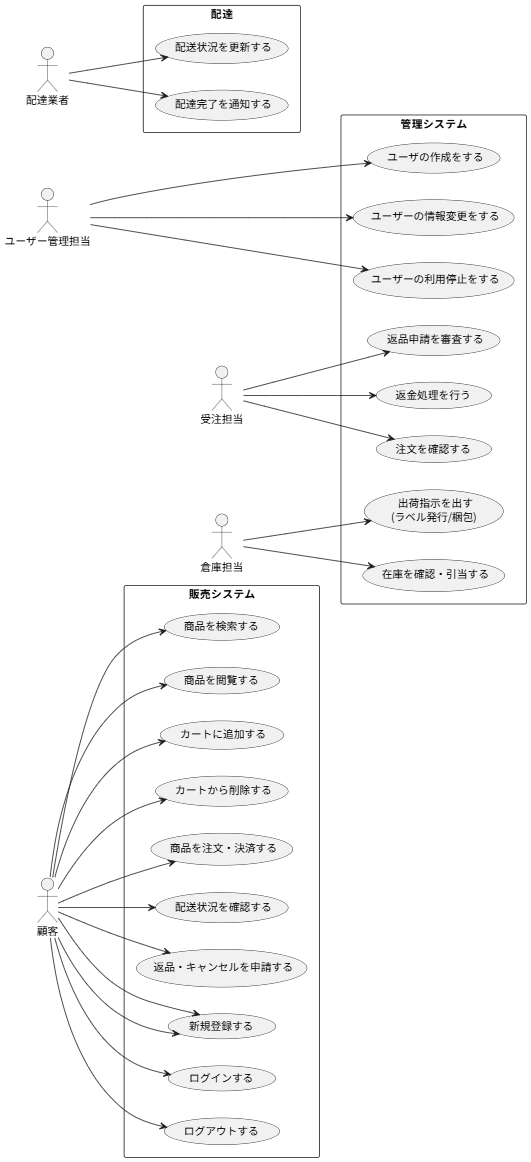 配達
配送状況を更新する
配達完了を通知する
配達業者
管理システム
ユーザの作成をする
ユーザーの情報変更をする
ユーザーの利用停止をする
ユーザー管理担当
返品申請を審査する
返金処理を行う
注文を確認する
受注担当
出荷指示を出す
(ラベル発行/梱包)
在庫を確認・引当する
倉庫担当
販売システム
商品を検索する
商品を閲覧する
カートに追加する
カートから削除する
商品を注文・決済する
配送状況を確認する
返品・キャンセルを申請する
新規登録する
ログインする
ログアウトする
顧客